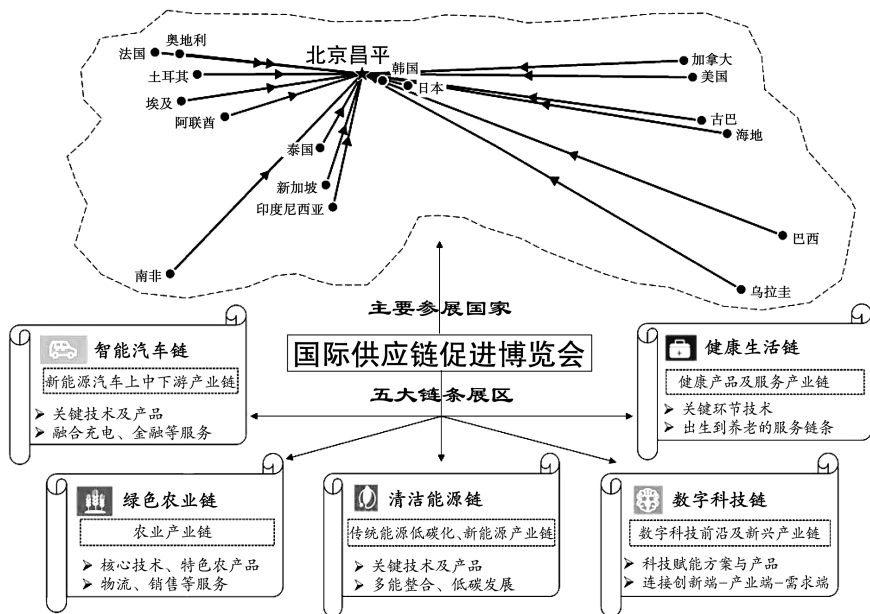 法国
奥地利
北京昌平
韩国
加拿大
土耳其
日本
美国
埃及
阿联酋
古巴
海地
泰国
新加坡
印度尼西亚
巴西
南非
乌拉圭
主要参展国家
国际供应链促进博览会
五大链条展区
智能汽车链
新能源汽车上中下游产业链
➢ 关键技术及产品
➢ 融合充电、金融等服务
健康生活链
健康产品及服务产业链
➢ 关键环节技术
➢ 出生到养老的服务链条
绿色农业链
农业产业链
➢ 核心技术、特色农产品
➢ 物流、销售等服务
清洁能源链
传统能源低碳化、新能源产业链
➢ 关键技术及产品
➢ 多能整合、低碳发展
数字科技链
数字科技前沿及新兴产业链
➢ 科技赋能方案与产品
➢ 连接创新端-产业端-需求端